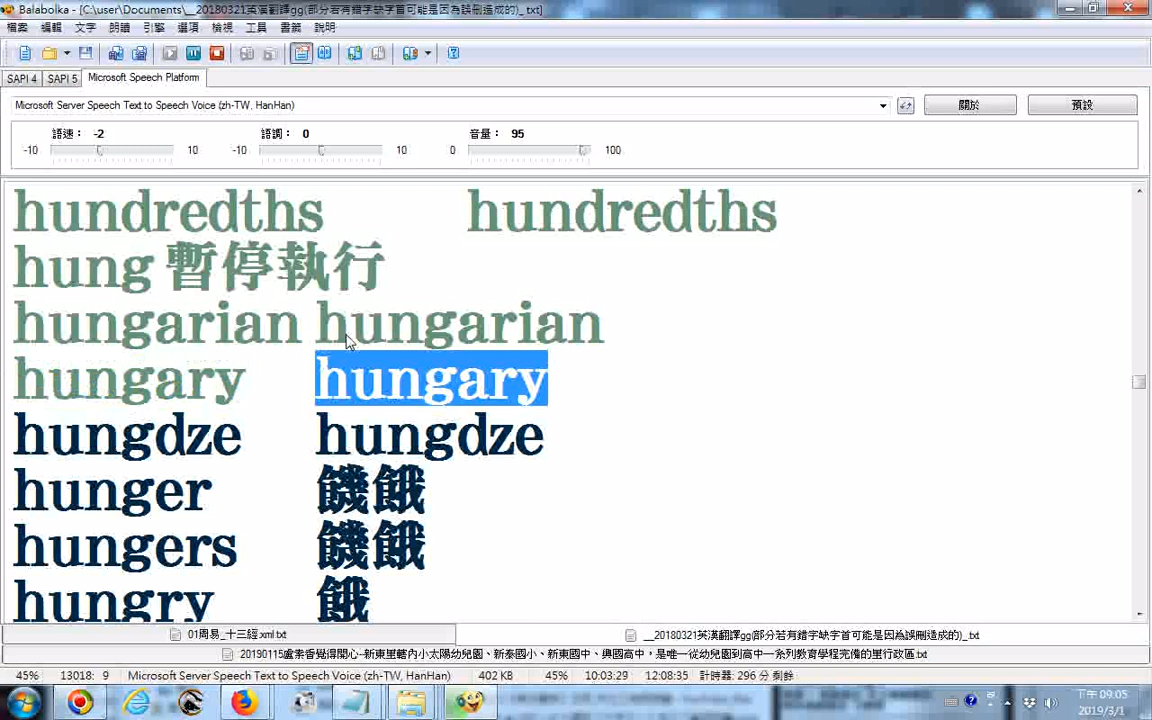 Balabolka - [C:\user\Documents\__20180321英漢翻譯gg(部分若有錯字缺字首可能是因為誤刪造成的)_.txt]
檔案 編輯 文字 朗讀 引擎 選項 檢視 工具 書籤 說明
SAPI 4 SAPI 5 Microsoft Speech Platform
Microsoft Server Speech Text to Speech Voice (zh-TW, HanHan) 關於 預設
語速： -2 語調： 0 音量： 95
-10 10 -10 10 0 100
hundredths hundredths
hung 暫停執行
hungarian hungarian
hungary hungary
hungdze hungdze
hunger 饑餓
hungers 饑餓
hungry 餓
01周易_十三經.xml.txt __20180321英漢翻譯gg(部分若有錯字缺字首可能是因為誤刪造成的)_.txt
20190115盧素香覺得開心--新東里轄內小太陽幼兒園、新泰國小、新東國中、興國高中，是唯一從幼兒園到高中一系列教育學程完備的里行政區.txt
45% 13018: 9 Microsoft Server Speech Text to Speech Voice (zh-TW, HanHan) 402 KB 45% 10:03:29 12:08:35 計時器: 296 分 剩餘
下午 09:05
2019/3/1